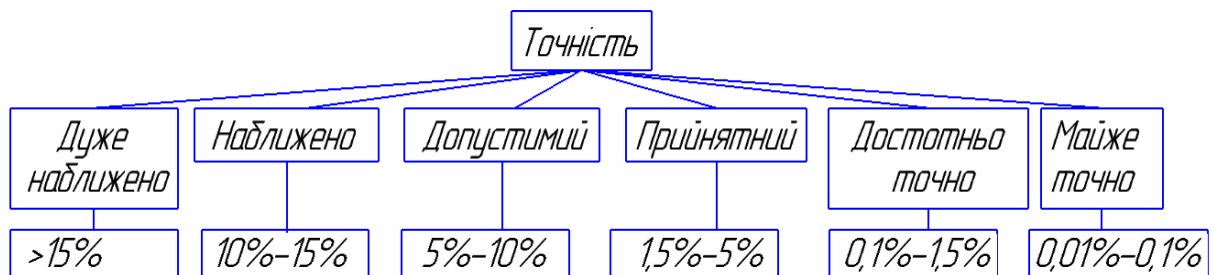 Точність
Дуже
наближено
Наближено
Допустимий
Прийнятний
Достотньо
точно
Майже
точно
>15%
10%-15%
5%-10%
1,5%-5%
0,1%-1,5%
0,01%-0,1%